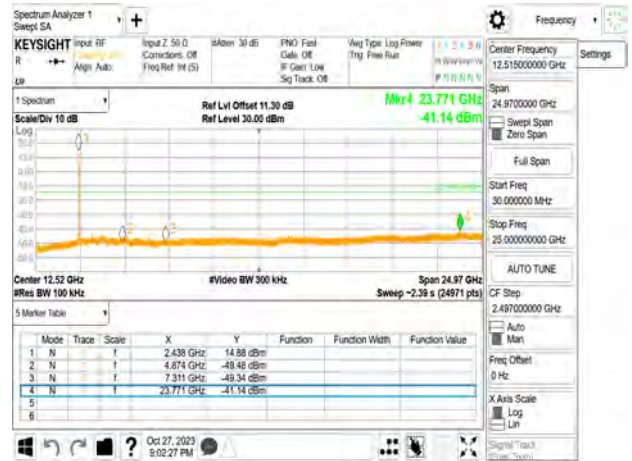 Spectrum Analyzer 1
Swept SA
+
Frequency
KEYSIGHT
R
Input: RF
Align: Auto
Input Z: 50 Ω
Corrections: Off
Freq Ref: Int (S)
#Atten: 30 dB
PNO: Fast
Gate: Off
IF Gain: Low
Sig Track: Off
Avg Type: Log-Power
Trig: Free Run
1 Spectrum
Scale/Div 10 dB
Log
Ref Lvl Offset 11.30 dB
Ref Level 30.00 dBm
Mkr4 23.771 GHz
-41.14 dBm
Center 12.52 GHz
#Res BW 100 kHz
#Video BW 300 kHz
Span 24.97 GHz
Sweep ~2.39 s (24971 pts)
5 Marker Table
Mode Trace Scale X Y Function Function Width Function Value
1 N f 2.438 GHz 14.88 dBm
2 N f 4.874 GHz -49.48 dBm
3 N f 7.311 GHz -49.34 dBm
4 N f 23.771 GHz -41.14 dBm
5
6
Oct 27, 2023
9:02:27 PM
Center Frequency
12.515000000 GHz
Settings
Span
24.9700000 GHz
Swept Span
Zero Span
Full Span
Start Freq
30.000000 MHz
Stop Freq
25.000000000 GHz
AUTO TUNE
CF Step
2.497000000 GHz
Auto
Man
Freq Offset
0 Hz
X Axis Scale
Log
Lin
Signal Track